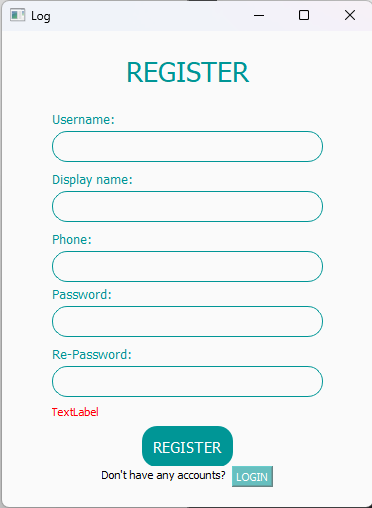 Log
REGISTER
Username:
Display name:
Phone:
Password:
Re-Password:
TextLabel
REGISTER
Don't have any accounts? LOGIN